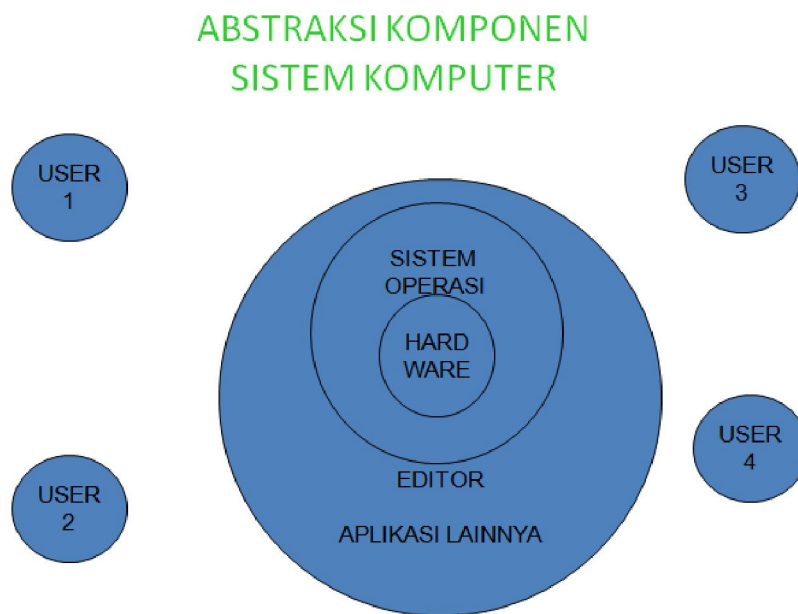 ABSTRAKSI KOMPONEN
SISTEM KOMPUTER
USER
1
USER
3
SISTEM
OPERASI
HARD
WARE
USER
2
USER
4
EDITOR
APLIKASI LAINNYA